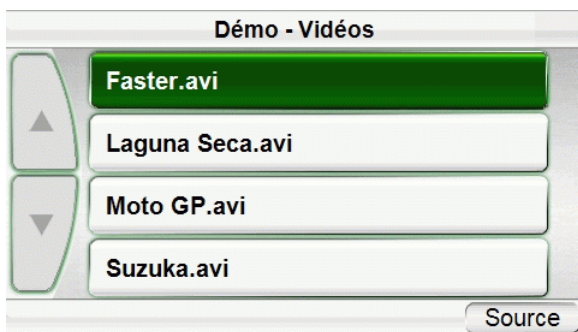 Démo - Vidéos
Faster.avi
Laguna Seca.avi
Moto GP.avi
Suzuka.avi
Source